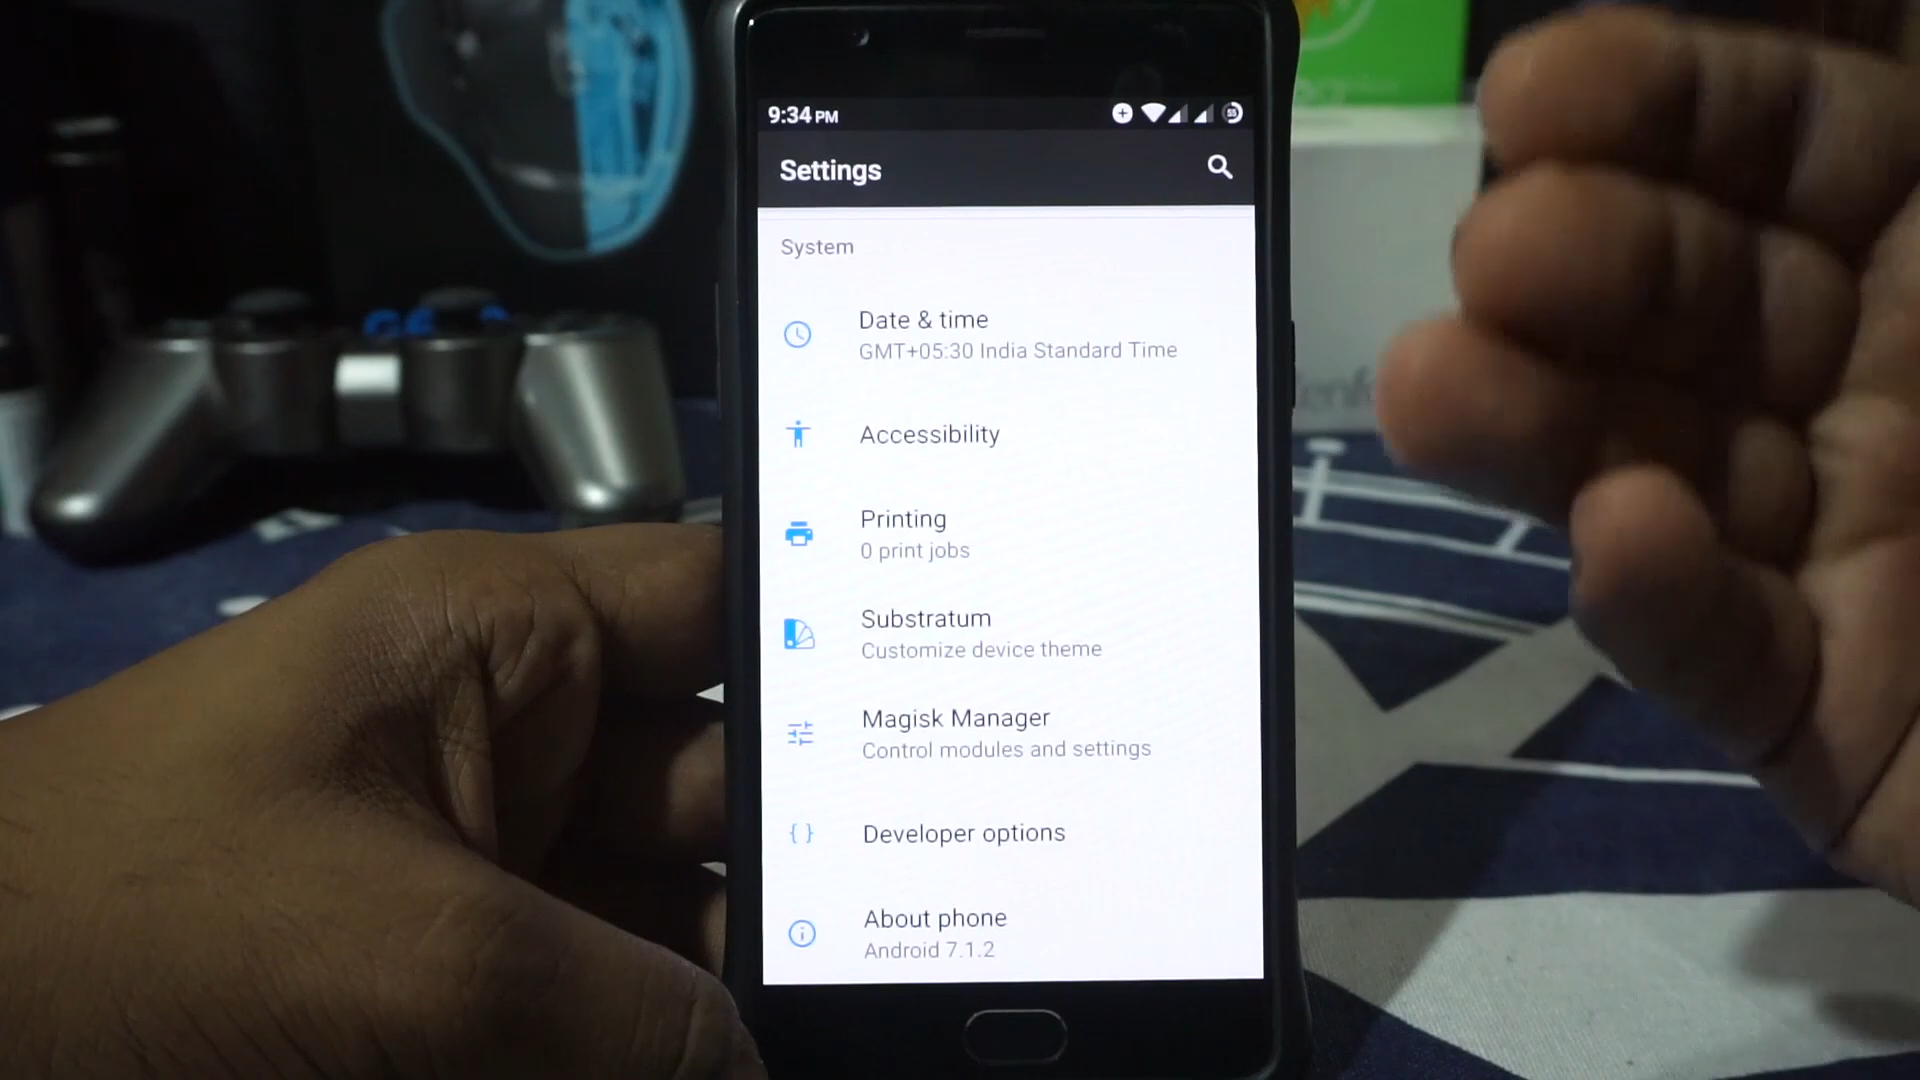 9:34 PM
55
Settings
System
Date & time
GMT+05:30 India Standard Time
Accessibility
Printing
0 print jobs
Substratum
Customize device theme
Magisk Manager
Control modules and settings
{ } Developer options
About phone
Android 7.1.2